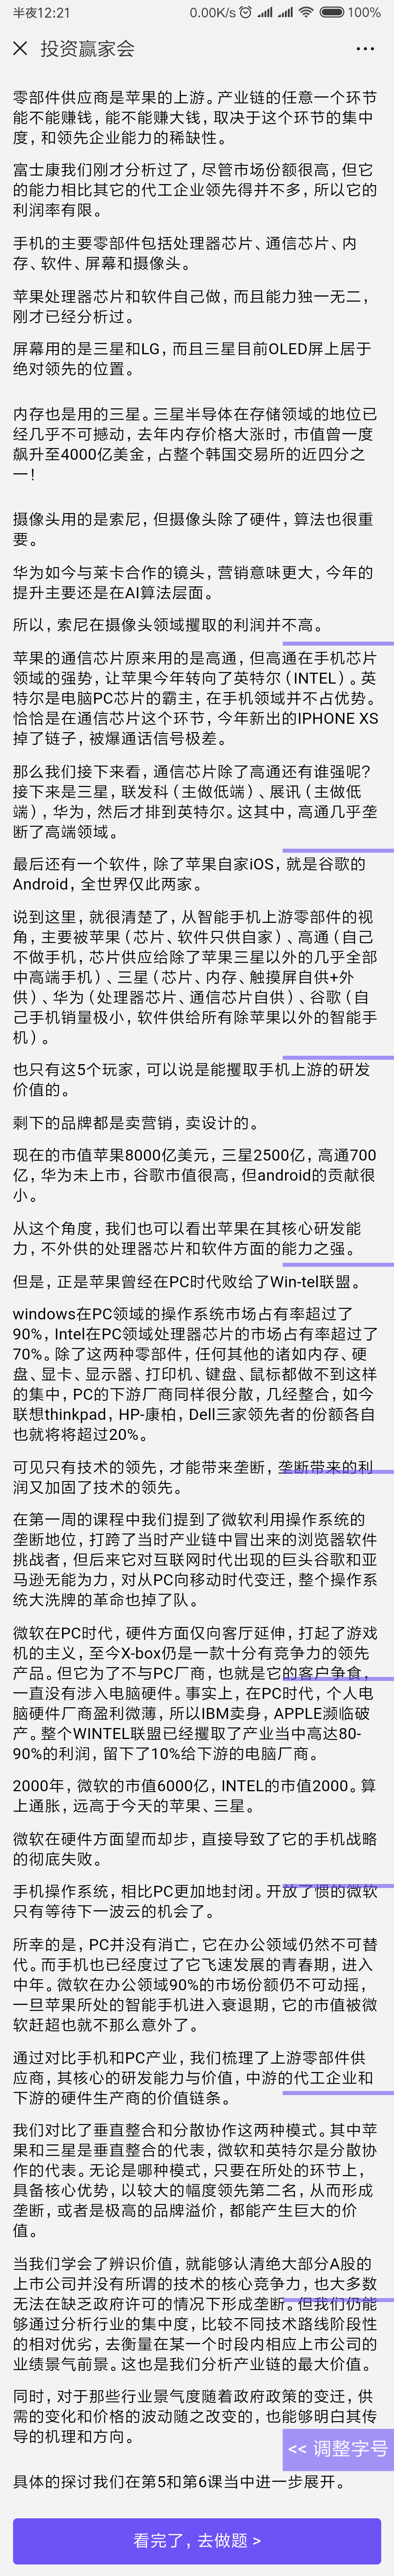 半夜12:21
0.00K/s
100%
投资赢家会
零部件供应商是苹果的上游。产业链的任意一个环节
能不能赚钱，能不能赚大钱，取决于这个环节的集中
度，和领先企业能力的稀缺性。
富士康我们刚才分析过了，尽管市场份额很高，但它
的能力相比其它的代工企业领先得并不多，所以它的
利润率有限。
手机的主要零部件包括处理器芯片、通信芯片、内
存、软件、屏幕和摄像头。
苹果处理器芯片和软件自己做，而且能力独一无二，
刚才已经分析过。
屏幕用的是三星和LG，而且三星目前OLED屏上居于
绝对领先的位置。
内存也是用的三星。三星半导体在存储领域的地位已
经几乎不可撼动，去年内存价格大涨时，市值曾一度
飙升至4000亿美金，占整个韩国交易所的近四分之
一！
摄像头用的是索尼，但摄像头除了硬件，算法也很重
要。
华为如今与莱卡合作的镜头，营销意味更大，今年的
提升主要还是在AI算法层面。
所以，索尼在摄像头领域攫取的利润并不高。
苹果的通信芯片原来用的是高通，但高通在手机芯片
领域的强势，让苹果今年转向了英特尔（INTEL）。英
特尔是电脑PC芯片的霸主，在手机领域并不占优势。
恰恰是在通信芯片这个环节，今年新出的IPHONE XS
掉了链子，被爆通话信号极差。
那么我们接下来看，通信芯片除了高通还有谁强呢？
接下来是三星，联发科（主做低端）、展讯（主做低
端），华为，然后才排到英特尔。这其中，高通几乎垄
断了高端领域。
最后还有一个软件，除了苹果自家iOS，就是谷歌的
Android，全世界仅此两家。
说到这里，就很清楚了，从智能手机上游零部件的视
角，主要被苹果（芯片、软件只供自家）、高通（自己
不做手机，芯片供应给除了苹果三星以外的几乎全部
中高端手机）、三星（芯片、内存、触摸屏自供+外
供）、华为（处理器芯片、通信芯片自供）、谷歌（自
己手机销量极小，软件供给所有除苹果以外的智能手
机）。
也只有这5个玩家，可以说是能攫取手机上游的研发
价值的。
剩下的品牌都是卖营销，卖设计的。
现在的市值苹果8000亿美元，三星2500亿，高通700
亿，华为未上市，谷歌市值很高，但android的贡献很
小。
从这个角度，我们也可以看出苹果在其核心研发能
力，不外供的处理器芯片和软件方面的能力之强。
但是，正是苹果曾经在PC时代败给了Win-tel联盟。
windows在PC领域的操作系统市场占有率超过了
90%，Intel在PC领域处理器芯片的市场占有率超过了
70%。除了这两种零部件，任何其他的诸如内存、硬
盘、显卡、显示器、打印机、键盘、鼠标都做不到这样
的集中，PC的下游厂商同样很分散，几经整合，如今
联想thinkpad，HP-康柏，Dell三家领先者的份额各自
也就将将超过20%。
可见只有技术的领先，才能带来垄断，垄断带来的利
润又加固了技术的领先。
在第一周的课程中我们提到了微软利用操作系统的
垄断地位，打跨了当时产业链中冒出来的浏览器软件
挑战者，但后来它对互联网时代出现的巨头谷歌和亚
马逊无能为力，对从PC向移动时代变迁，整个操作系
统大洗牌的革命也掉了队。
微软在PC时代，硬件方面仅向客厅延伸，打起了游戏
机的主义，至今X-box仍是一款十分有竞争力的领先
产品。但它为了不与PC厂商，也就是它的客户争食，
一直没有涉入电脑硬件。事实上，在PC时代，个人电
脑硬件厂商盈利微薄，所以IBM卖身，APPLE濒临破
产。整个WINTEL联盟已经攫取了产业当中高达80-
90%的利润，留下了10%给下游的电脑厂商。
2000年，微软的市值6000亿，INTEL的市值2000。算
上通胀，远高于今天的苹果、三星。
微软在硬件方面望而却步，直接导致了它的手机战略
的彻底失败。
手机操作系统，相比PC更加地封闭。开放了惯的微软
只有等待下一波云的机会了。
所幸的是，PC并没有消亡，它在办公领域仍然不可替
代。而手机也已经度过了它飞速发展的青春期，进入
中年。微软在办公领域90%的市场份额仍不可动摇，
一旦苹果所处的智能手机进入衰退期，它的市值被微
软赶超也就不那么意外了。
通过对比手机和PC产业，我们梳理了上游零部件供
应商，其核心的研发能力与价值，中游的代工企业和
下游的硬件生产商的价值链条。
我们对比了垂直整合和分散协作这两种模式。其中苹
果和三星是垂直整合的代表，微软和英特尔是分散协
作的代表。无论是哪种模式，只要在所处的环节上，
具备核心优势，以较大的幅度领先第二名，从而形成
垄断，或者是极高的品牌溢价，都能产生巨大的价
值。
当我们学会了辨识价值，就能够认清绝大部分A股的
上市公司并没有所谓的技术的核心竞争力，也大多数
无法在缺乏政府许可的情况下形成垄断。但我们仍能
够通过分析行业的集中度，比较不同技术路线阶段性
的相对优劣，去衡量在某一个时段内相应上市公司的
业绩景气前景。这也是我们分析产业链的最大价值。
同时，对于那些行业景气度随着政府政策的变迁，供
需的变化和价格的波动随之改变的，也能够明白其传
导的机理和方向。
<< 调整字号
具体的探讨我们在第5和第6课当中进一步展开。
看完了，去做题 >